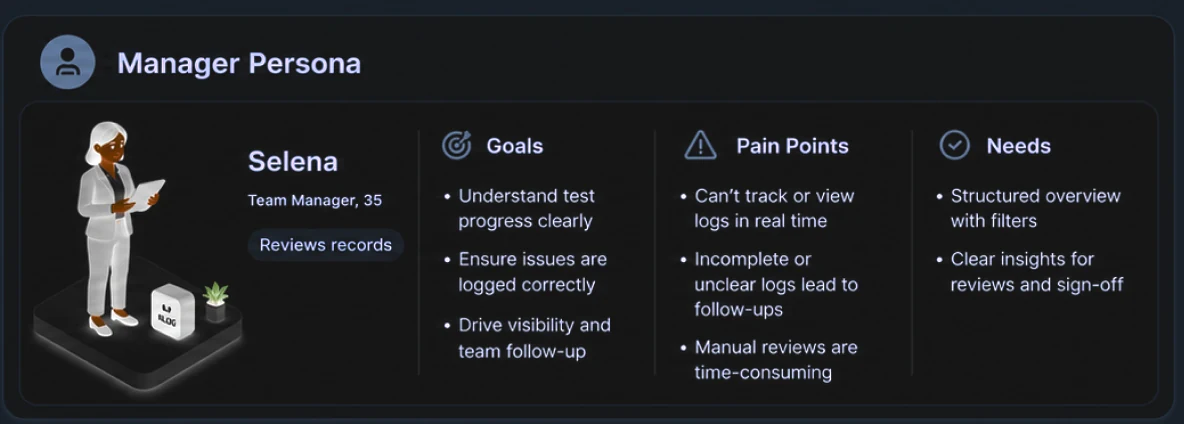 Manager Persona
Selena
Team Manager, 35
Reviews records
Goals
• Understand test
progress clearly
• Ensure issues are
logged correctly
• Drive visibility and
team follow-up
Pain Points
• Can’t track or view
logs in real time
• Incomplete or
unclear logs lead to
follow-ups
• Manual reviews are
time-consuming
Needs
• Structured overview
with filters
• Clear insights for
reviews and sign-off